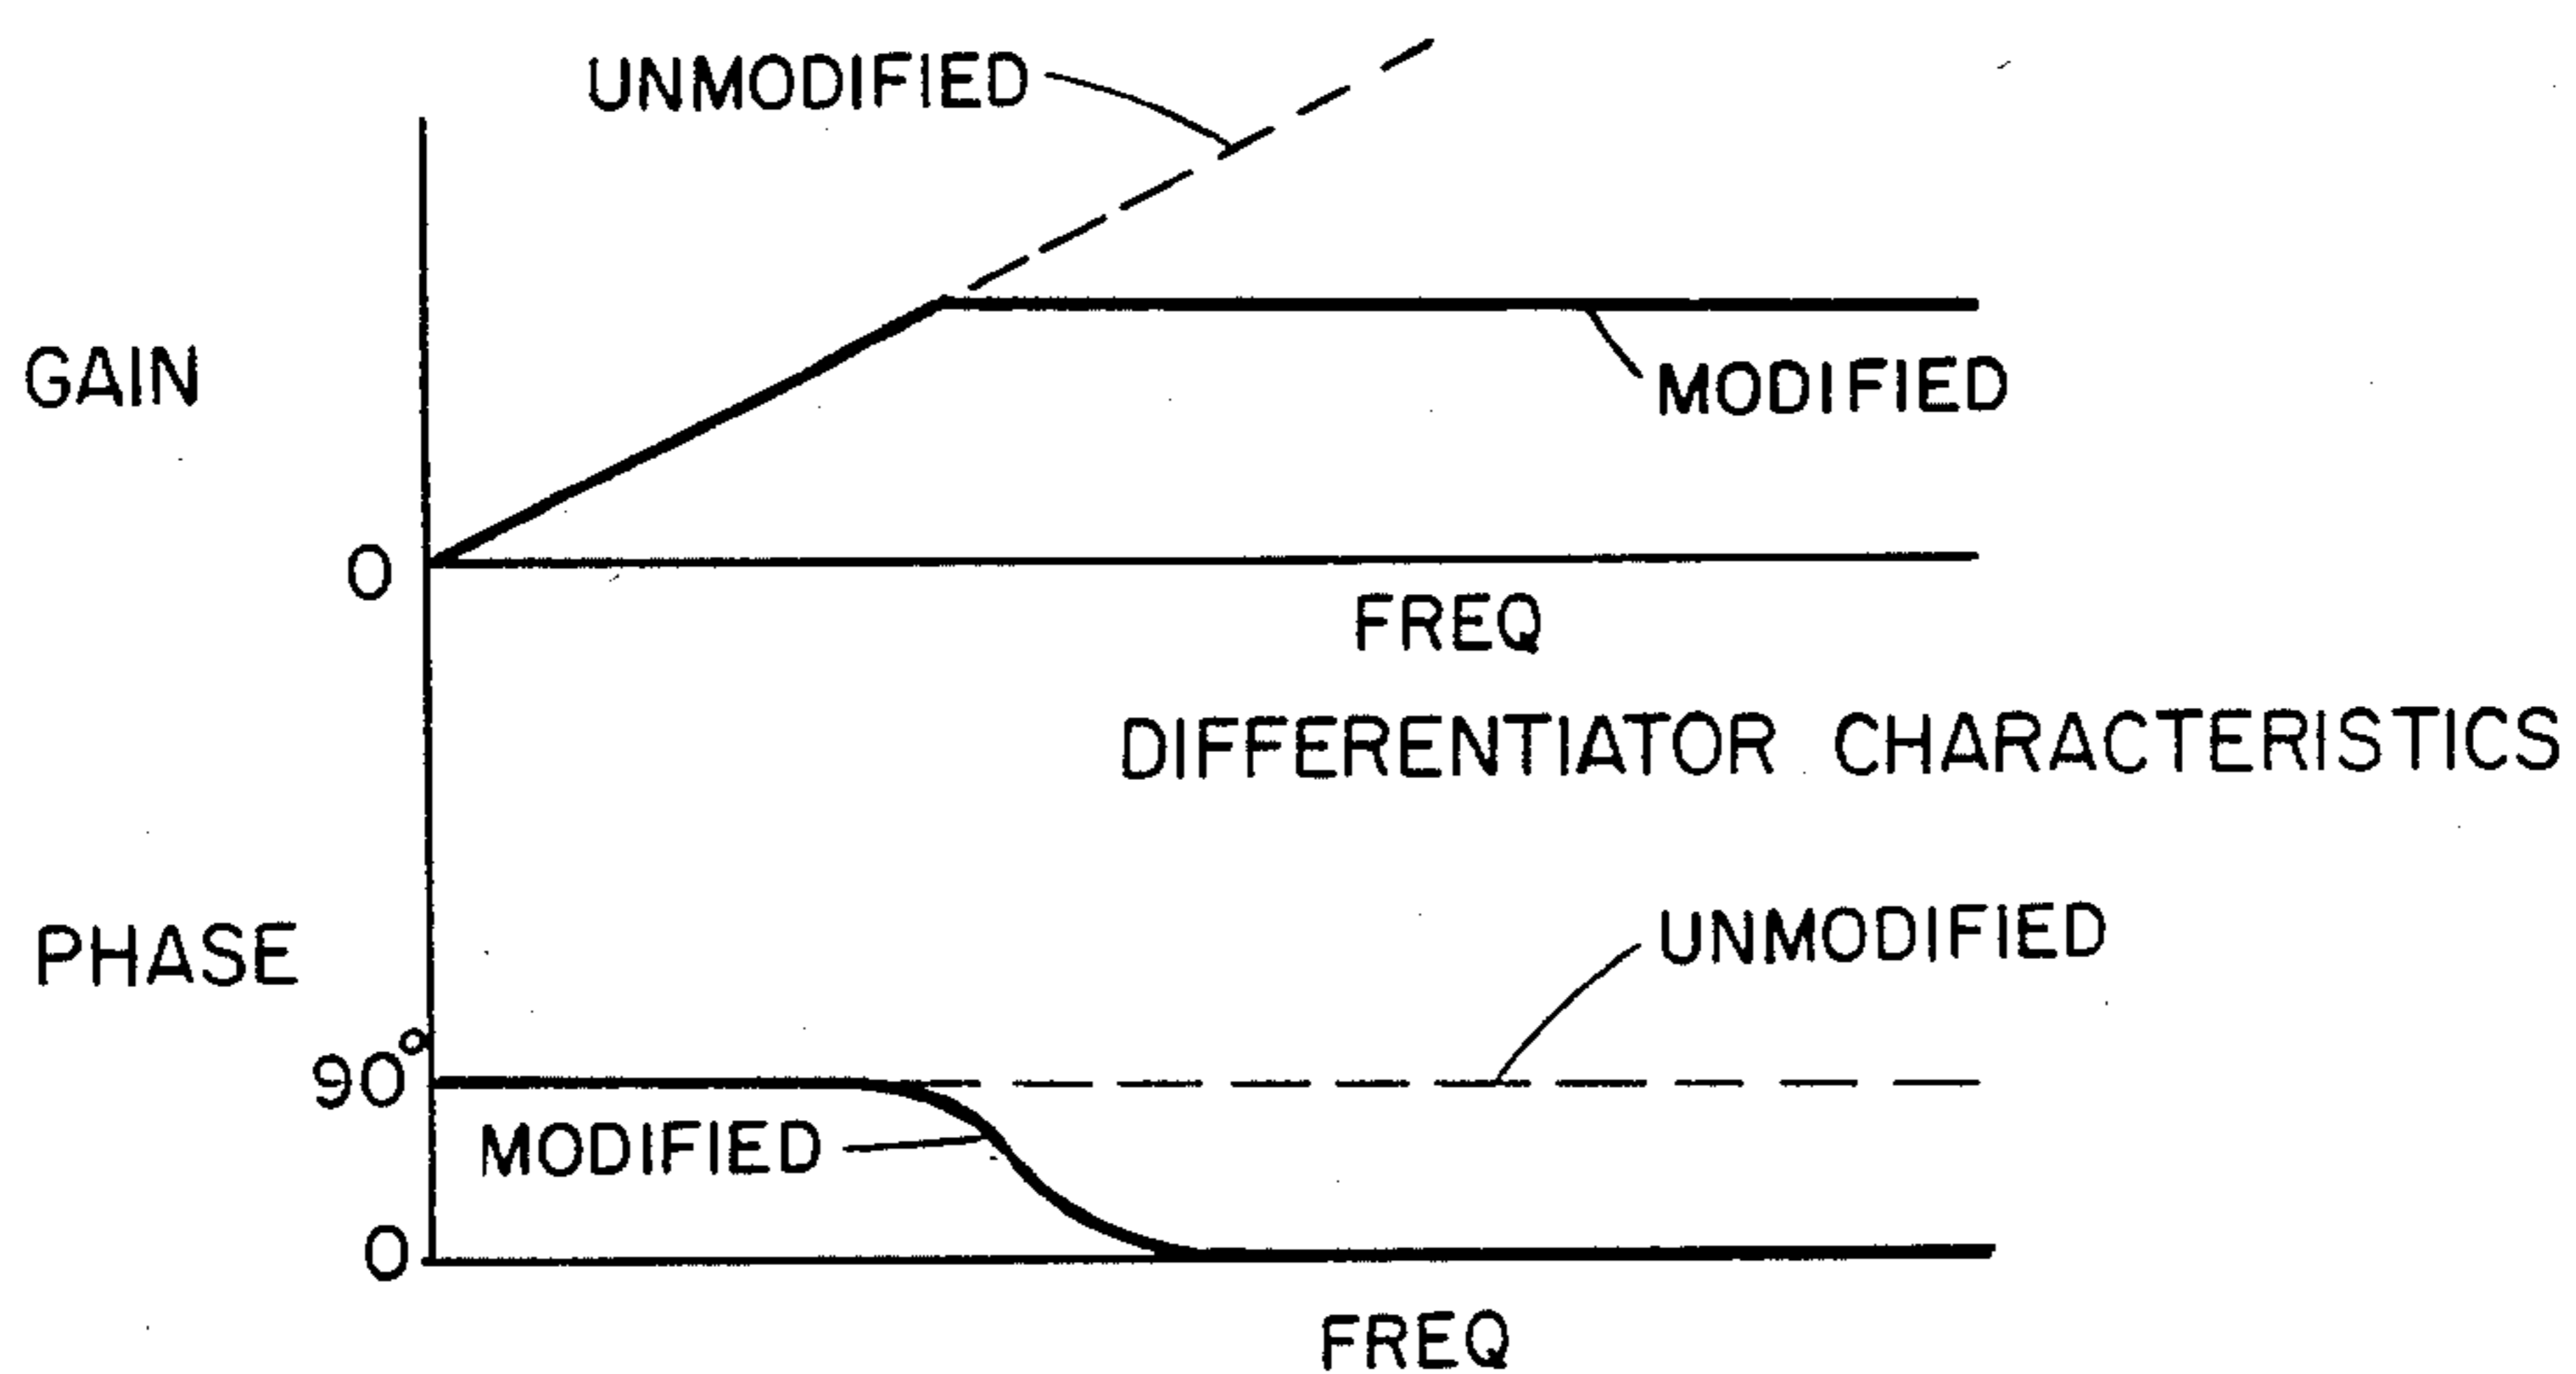 UNMODIFIED
GAIN
MODIFIED
0
FREQ
DIFFERENTIATOR CHARACTERISTICS
PHASE
UNMODIFIED
90°
MODIFIED
0
FREQ